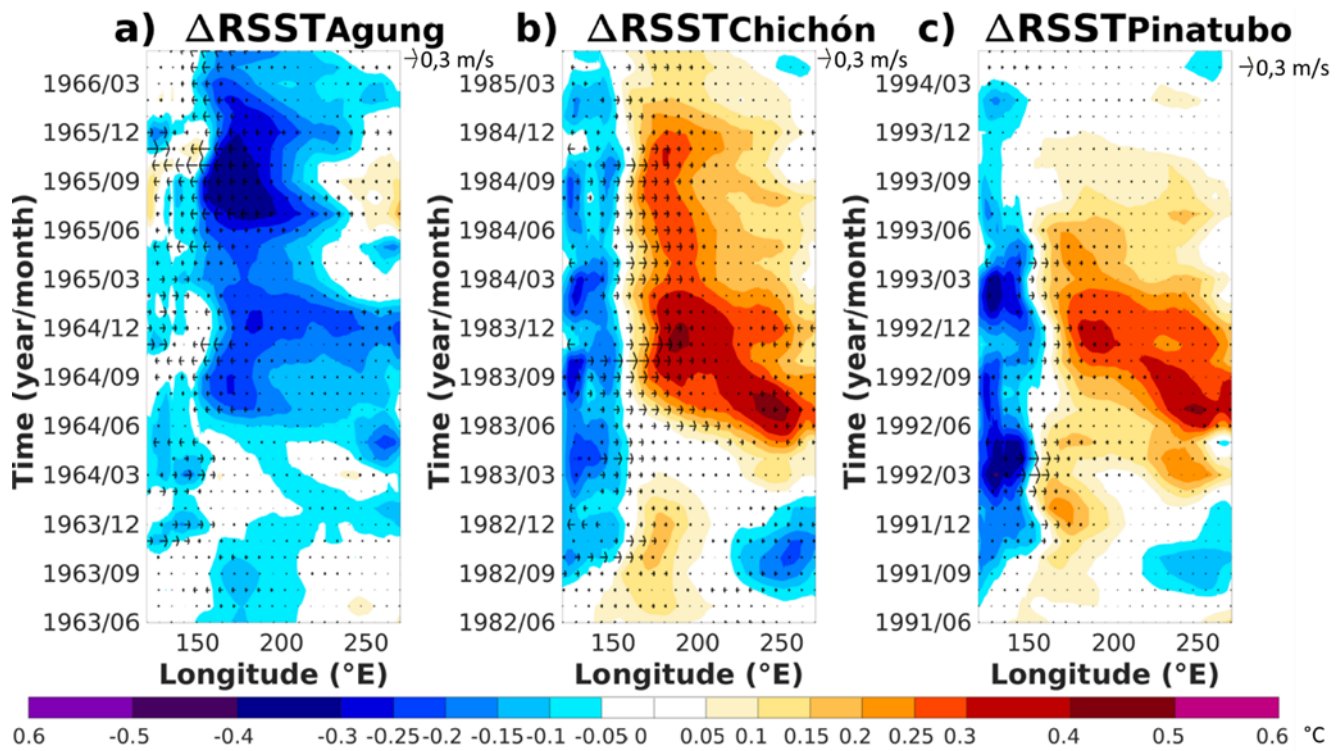 a) ΔRSSTAgung
b) ΔRSSTChichón
c) ΔRSSTPinatubo
0,3 m/s
0,3 m/s
0,3 m/s
Time (year/month)
1966/03
1965/12
1965/09
1965/06
1965/03
1964/12
1964/09
1964/06
1964/03
1963/12
1963/09
1963/06
150 200 250
Longitude (°E)
Time (year/month)
1985/03
1984/12
1984/09
1984/06
1984/03
1983/12
1983/09
1983/06
1983/03
1982/12
1982/09
1982/06
150 200 250
Longitude (°E)
Time (year/month)
1994/03
1993/12
1993/09
1993/06
1993/03
1992/12
1992/09
1992/06
1992/03
1991/12
1991/09
1991/06
150 200 250
Longitude (°E)
0.6 -0.5 -0.4 -0.3 -0.25 -0.2 -0.1 -0.05 0 0.05 0.1 0.15 0.2 0.25 0.3 0.4 0.5 0.6 °C